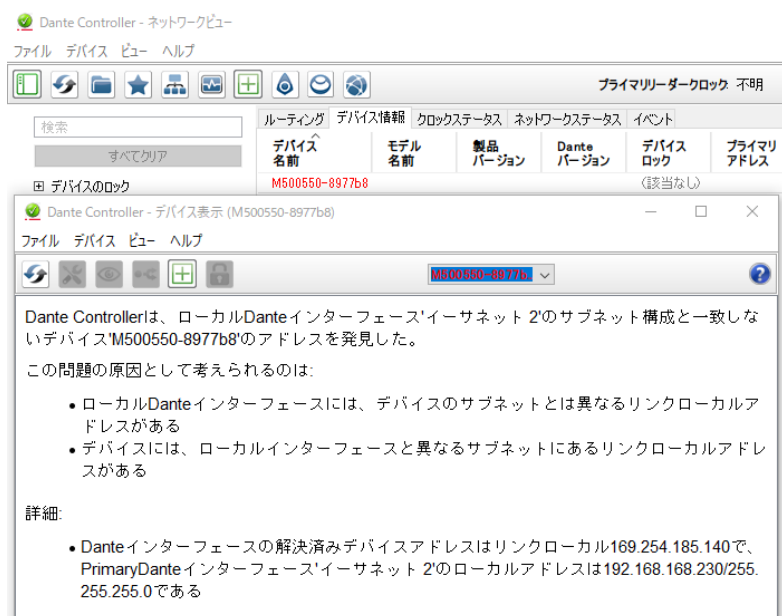 Dante Controller - ネットワークビュー
ファイル デバイス ビュー ヘルプ
プライマリリーダークロック: 不明
検索
すべてクリア
デバイスのロック
ルーティング デバイス情報 クロックステータス ネットワークステータス イベント
デバイス名前 モデル名前 製品バージョン Danteバージョン デバイスロック プライマリアドレス
M500550-8977b8 (該当なし)
Dante Controller - デバイス表示 (M500550-8977b8)
ファイル デバイス ビュー ヘルプ
M500550-8977b..
Dante Controllerは、ローカルDanteインターフェース'イーサネット 2'のサブネット構成と一致しな
いデバイス'M500550-8977b8'のアドレスを発見した。
この問題の原因として考えられるのは:
• ローカルDanteインターフェースには、デバイスのサブネットとは異なるリンクローカルア
ドレスがある
• デバイスには、ローカルインターフェースと異なるサブネットにあるリンクローカルアドレ
スがある
詳細:
• Danteインターフェースの解決済みデバイスアドレスはリンクローカル169.254.185.140で、
PrimaryDanteインターフェース'イーサネット 2'のローカルアドレスは192.168.168.230/255.
255.255.0である